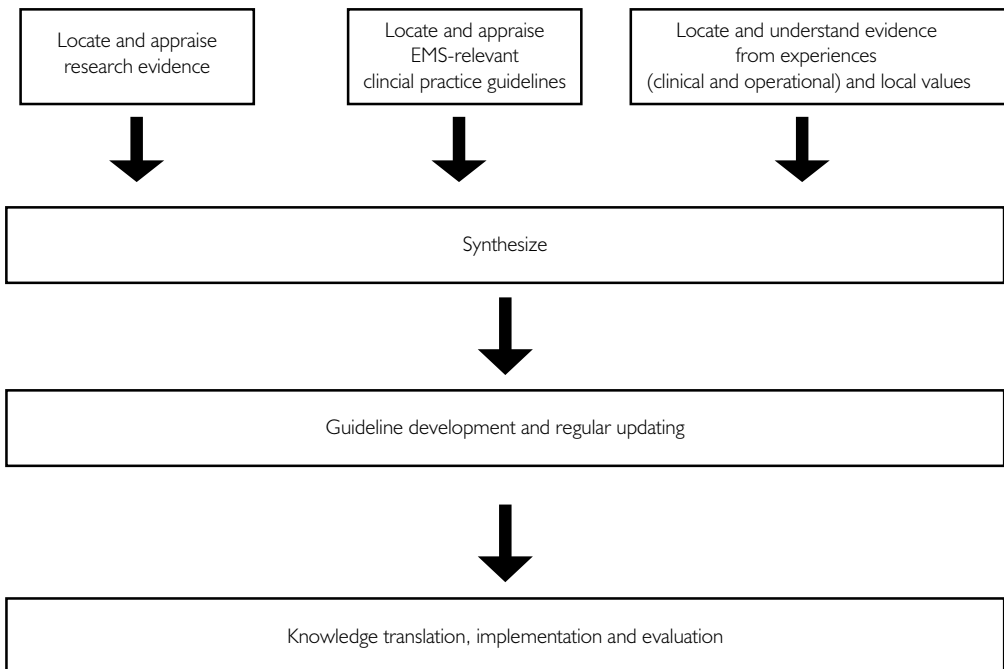 Locate and appraise
research evidence
Locate and appraise
EMS-relevant
clincial practice guidelines
Locate and understand evidence
from experiences
(clinical and operational) and local values
Synthesize
Guideline development and regular updating
Knowledge translation, implementation and evaluation